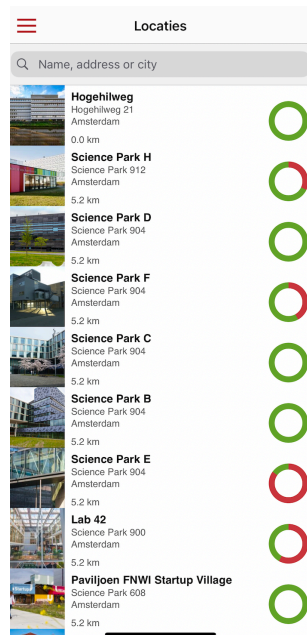 Locaties
Name, address or city
Hogehilweg
Hogehilweg 21
Amsterdam
0.0 km
Science Park H
Science Park 912
Amsterdam
5.2 km
Science Park D
Science Park 904
Amsterdam
5.2 km
Science Park F
Science Park 904
Amsterdam
5.2 km
Science Park C
Science Park 904
Amsterdam
5.2 km
Science Park B
Science Park 904
Amsterdam
5.2 km
Science Park E
Science Park 904
Amsterdam
5.2 km
Lab 42
Science Park 900
Amsterdam
5.2 km
Paviljoen FNWI Startup Village
Science Park 608
Amsterdam
5.2 km